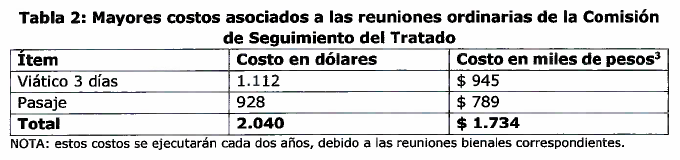 Tabla 2: Mayores costos asociados a las reuniones ordinarias de la Comisión
de Seguimiento del Tratado
Ítem Costo en dólares Costo en miles de pesos³
Viático 3 días 1.112 $ 945
Pasaje 928 $ 789
Total 2.040 $ 1.734
NOTA: estos costos se ejecutarán cada dos años, debido a las reuniones bienales correspondientes.